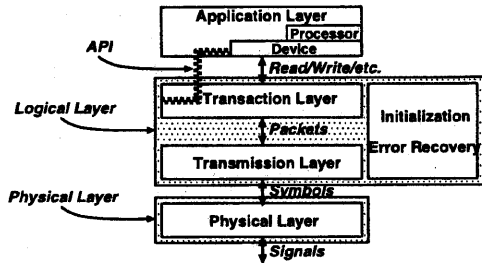 Application Layer
Processor
API
Device
Read/Write/etc.
Transaction Layer
Logical Layer
Initialization
Packets
Error Recovery
Transmission Layer
Symbols
Physical Layer
Physical Layer
Signals